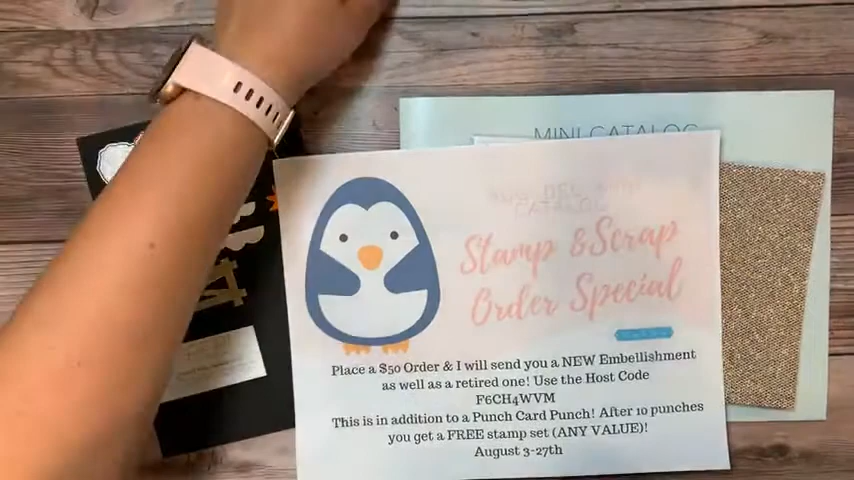 MINI CATALOG
Stamp & Scrap
Order Special
Place a $50 Order & I will send you a NEW Embellishment
as well as a retired one! Use the Host Code
F6CH4WVM
This is in addition to a Punch Card Punch! After 10 punches
you get a FREE stamp set (ANY VALUE)!
August 3-27th